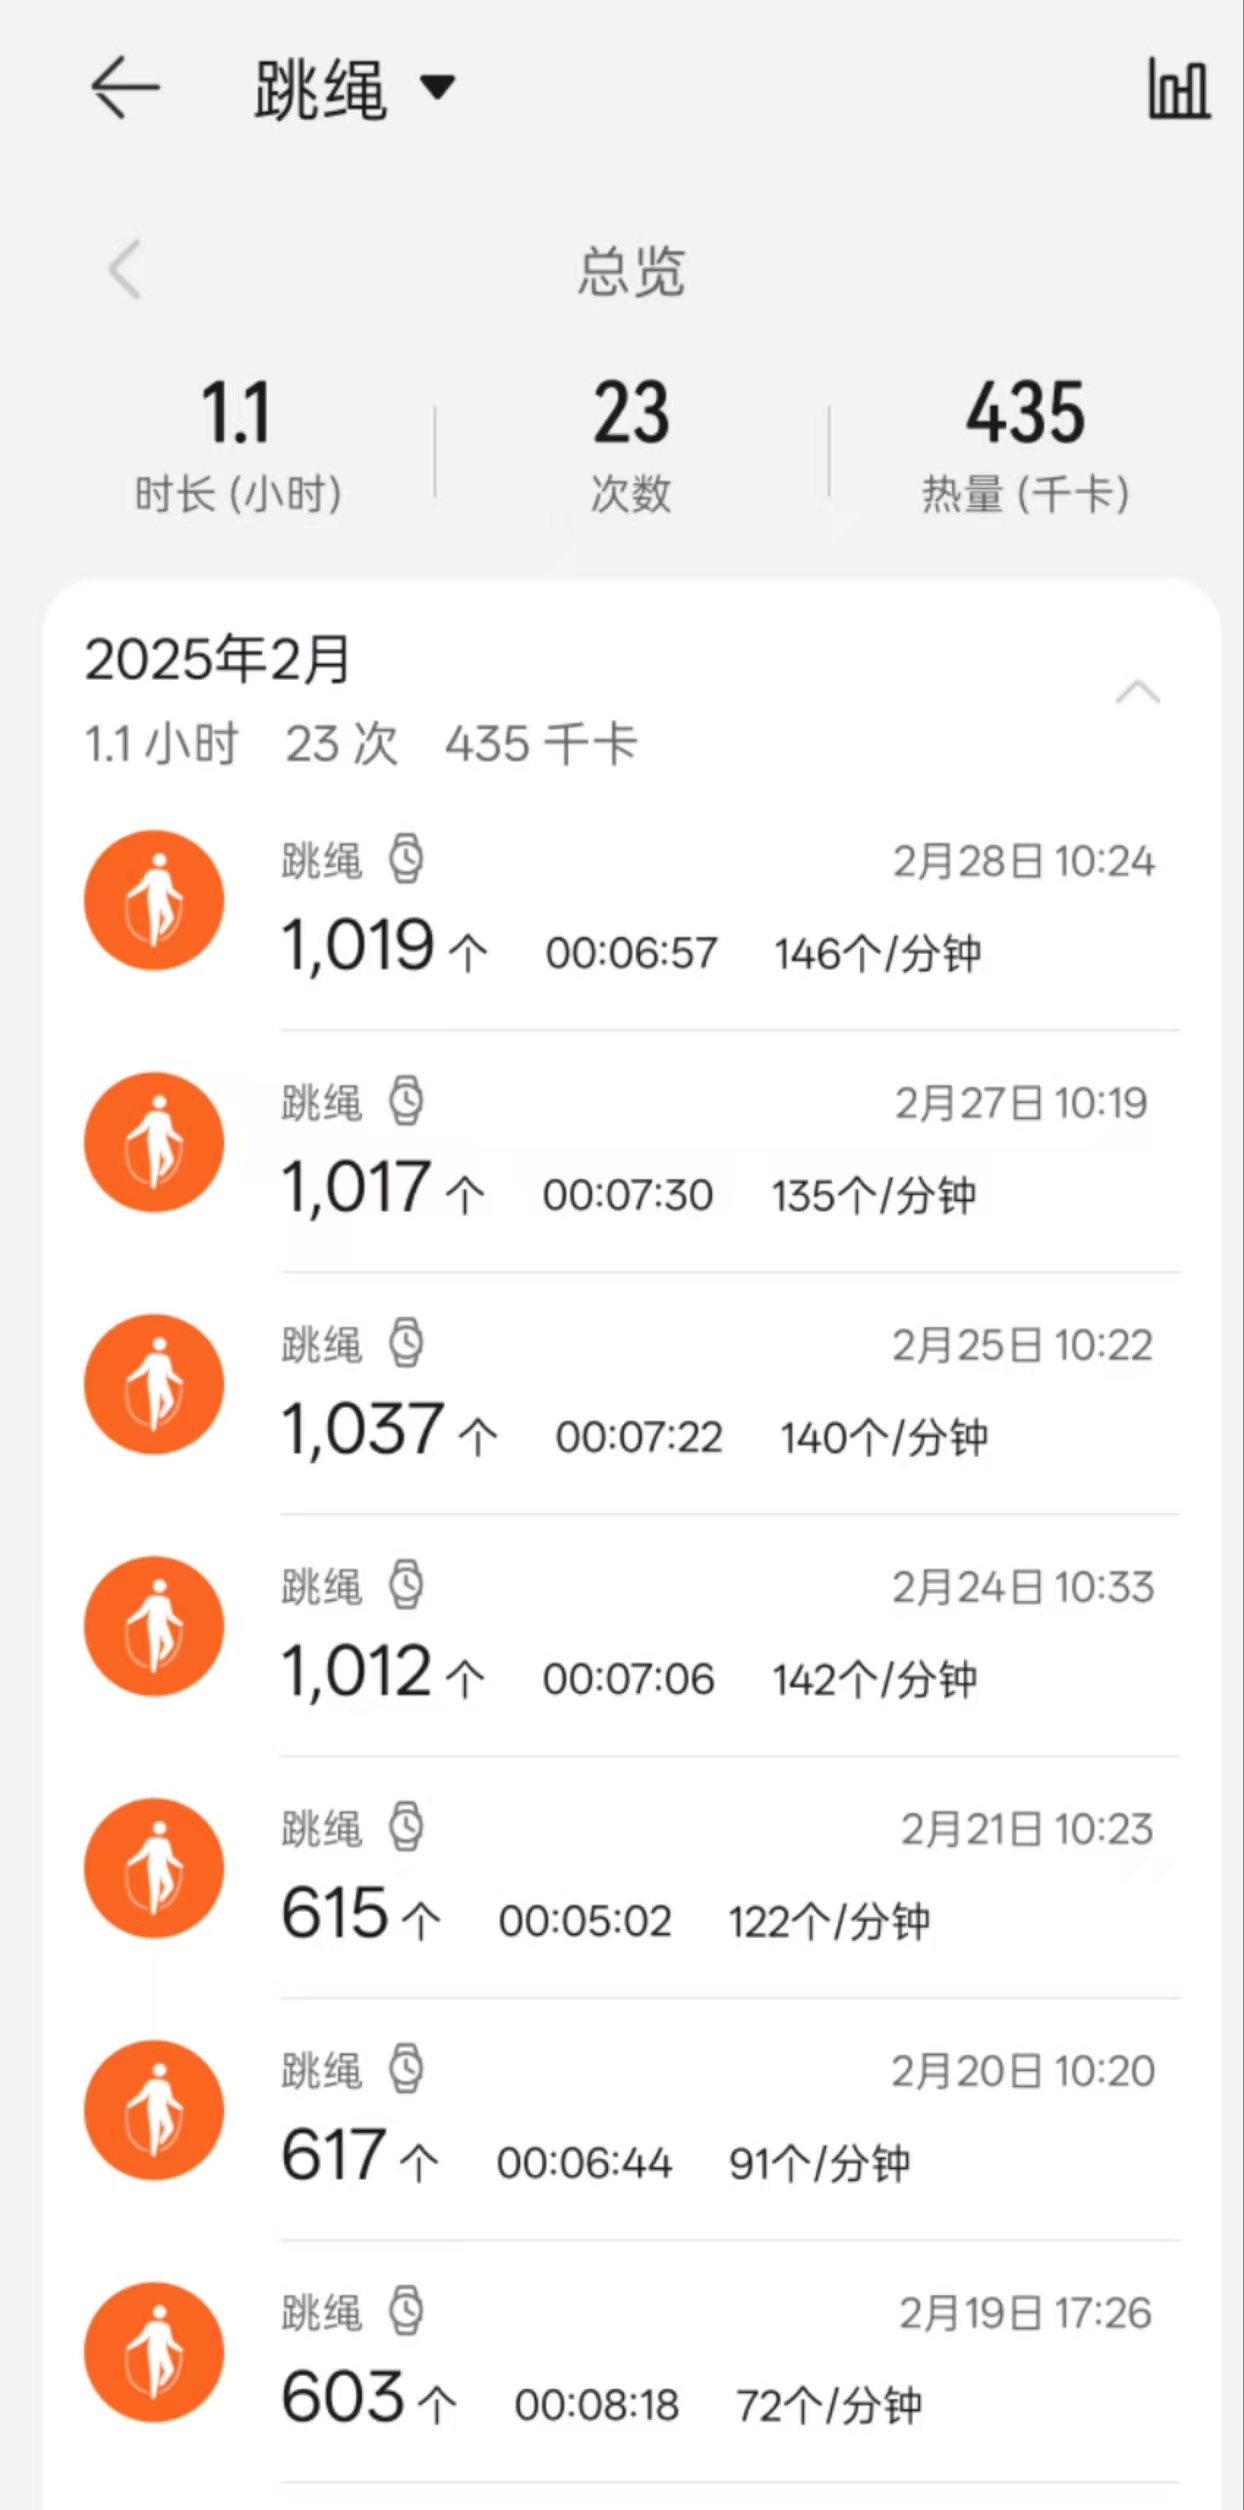 跳绳
总览
1.1 23 435
时长 (小时) 次数 热量 (千卡)
2025年2月
1.1 小时 23 次 435 千卡
跳绳 2月28日 10:24
1,019 个 00:06:57 146个/分钟
跳绳 2月27日 10:19
1,017 个 00:07:30 135个/分钟
跳绳 2月25日 10:22
1,037 个 00:07:22 140个/分钟
跳绳 2月24日 10:33
1,012 个 00:07:06 142个/分钟
跳绳 2月21日 10:23
615 个 00:05:02 122个/分钟
跳绳 2月20日 10:20
617 个 00:06:44 91个/分钟
跳绳 2月19日 17:26
603 个 00:08:18 72个/分钟